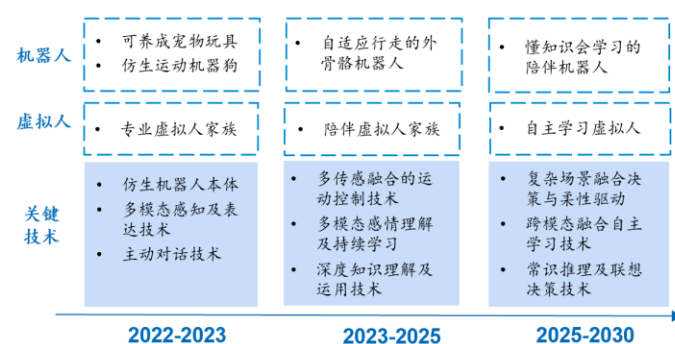 机器人
• 可养成宠物玩具
• 仿生运动机器狗
• 自适应行走的外
骨骼机器人
• 懂知识会学习的
陪伴机器人
虚拟人
• 专业虚拟人家族
• 陪伴虚拟人家族
• 自主学习虚拟人
关键
技术
• 仿生机器人本体
• 多模态感知及表
达技术
• 主动对话技术
• 多传感融合的运
动控制技术
• 多模态感情理解
及持续学习
• 深度知识理解及
运用技术
• 复杂场景融合决
策与柔性驱动
• 跨模态融合自主
学习技术
• 常识推理及联想
决策技术
2022-2023
2023-2025
2025-2030